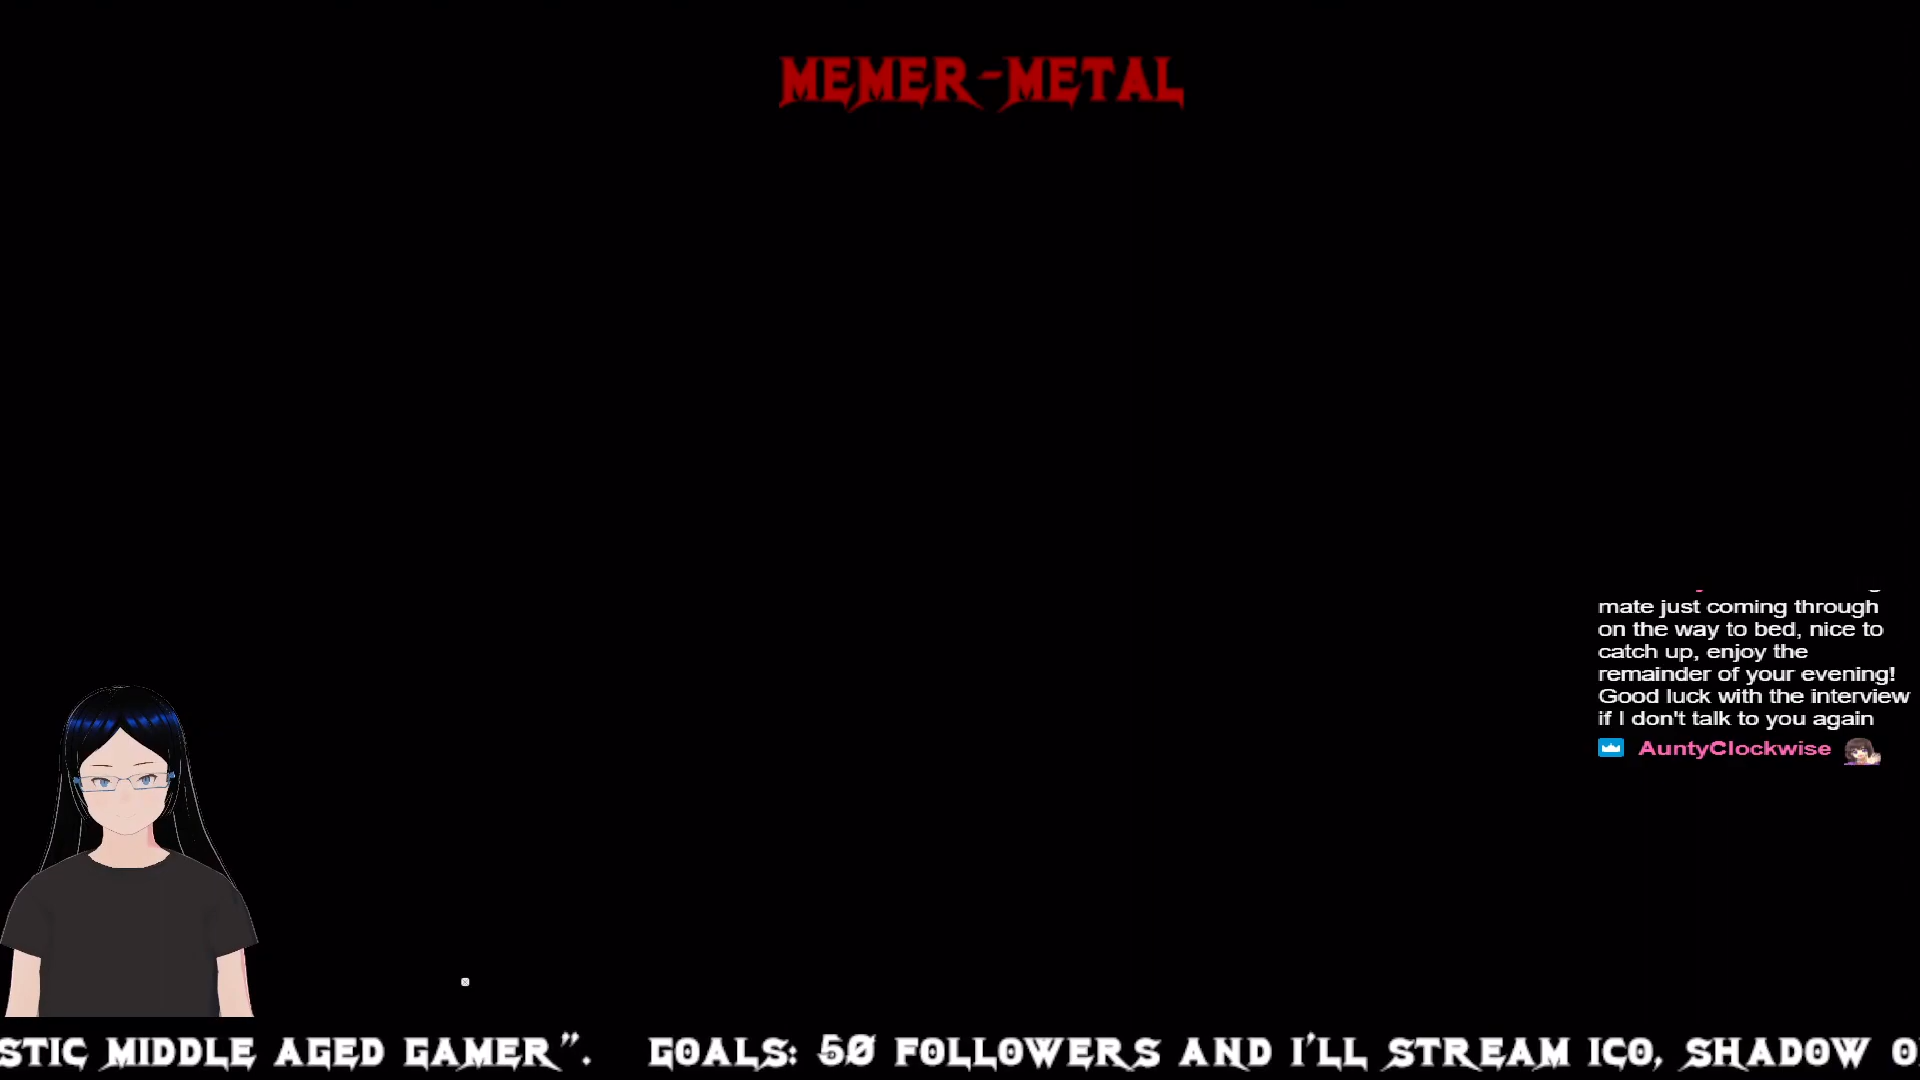 MEMER-METAL
mate just coming through
on the way to bed, nice to
catch up, enjoy the
remainder of your evening!
Good luck with the interview
if I don't talk to you again
AuntyClockwise
STIC MIDDLE AGED GAMER”. GOALS: 50 FOLLOWERS AND I'LL STREAM ICO, SHADOW O